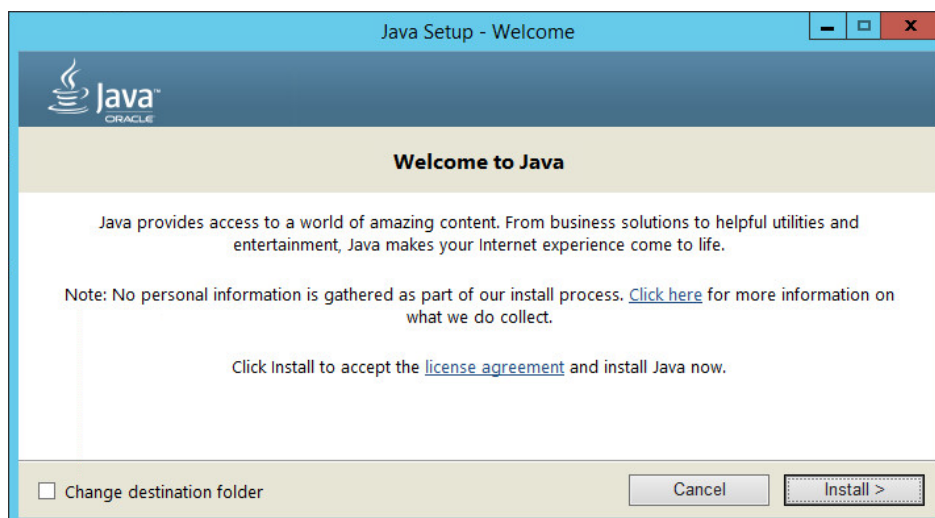 Java Setup - Welcome
Java™
ORACLE
Welcome to Java
Java provides access to a world of amazing content. From business solutions to helpful utilities and
entertainment, Java makes your Internet experience come to life.
Note: No personal information is gathered as part of our install process. Click here for more information on
what we do collect.
Click Install to accept the license agreement and install Java now.
Change destination folder
Cancel
Install >